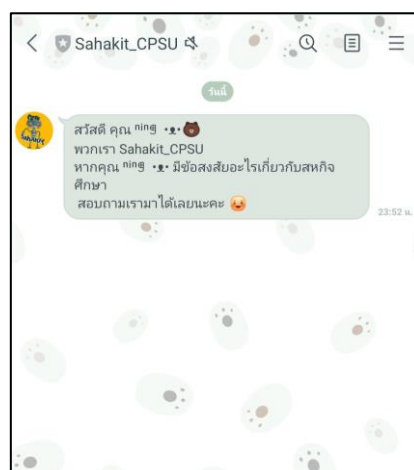 Sahakit_CPSU
วันนี้
สวัสดี คุณ ⁿⁱⁿᵍ •ᴥ•🐻
พวกเรา Sahakit_CPSU
หากคุณ ⁿⁱⁿᵍ •ᴥ• มีข้อสงสัยอะไรเกี่ยวกับสหกิจ
ศึกษา
สอบถามเรามาได้เลยนะคะ 🐷
23:52 น.